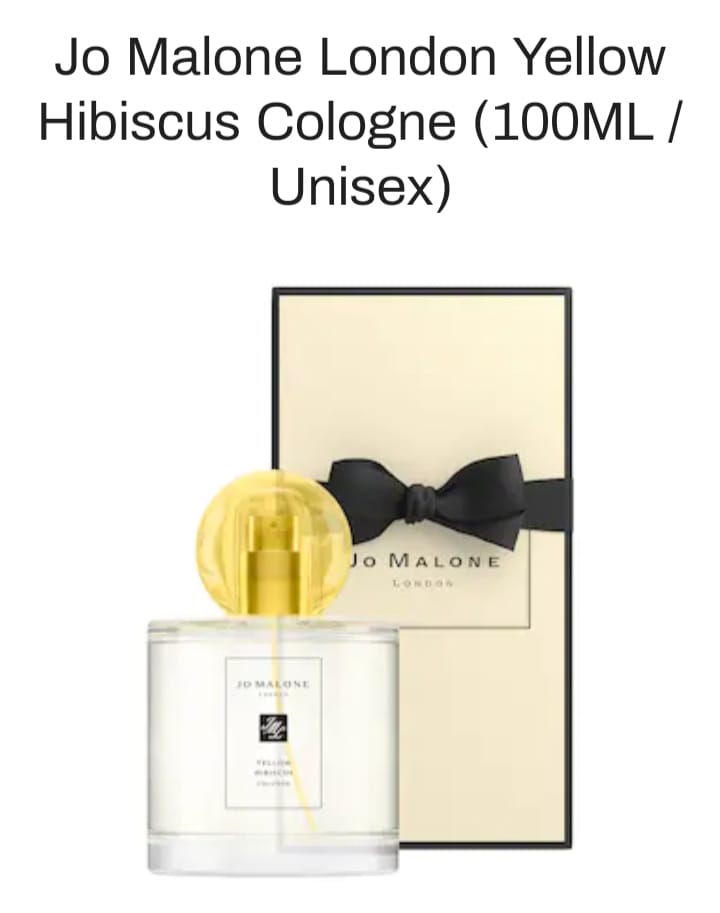 Jo Malone London Yellow
Hibiscus Cologne (100ML /
Unisex)
Jo Malone
London
JO MALONE
LONDON
YELLOW
HIBISCUS
COLOGNE